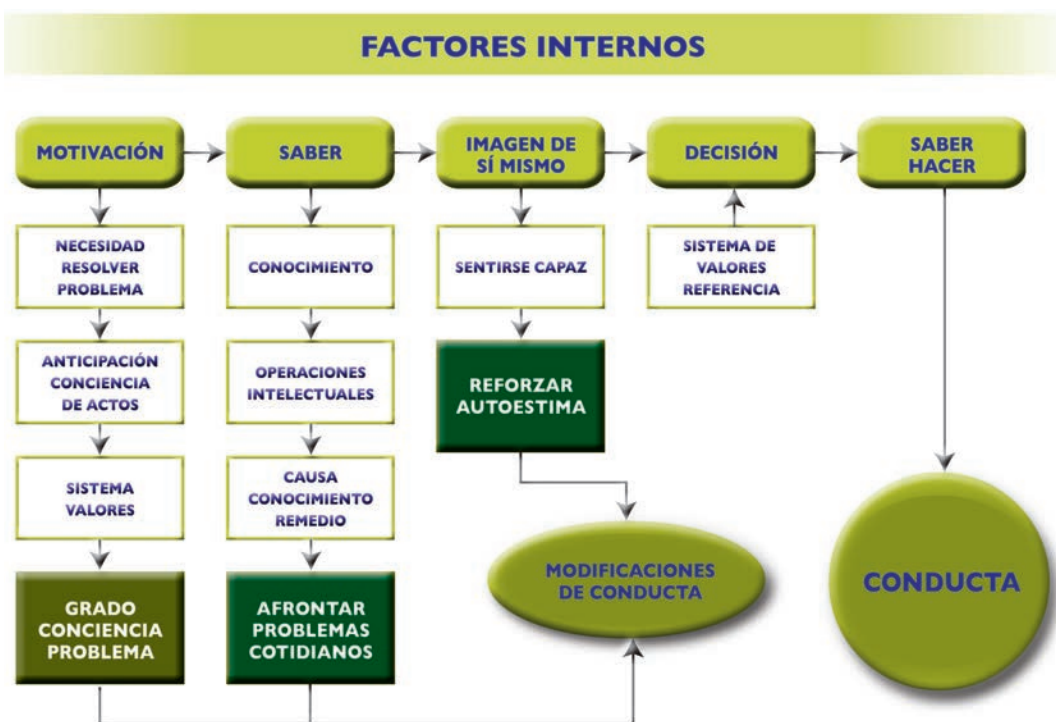 FACTORES INTERNOS
MOTIVACIÓN
SABER
IMAGEN DE
SÍ MISMO
DECISIÓN
SABER
HACER
NECESIDAD
RESOLVER
PROBLEMA
CONOCIMIENTO
SENTIRSE CAPAZ
SISTEMA DE
VALORES
REFERENCIA
ANTICIPACIÓN
CONCIENCIA
DE ACTOS
OPERACIONES
INTELECTUALES
REFORZAR
AUTOESTIMA
SISTEMA
VALORES
CAUSA
CONOCIMIENTO
REMEDIO
GRADO
CONCIENCIA
PROBLEMA
AFRONTAR
PROBLEMAS
COTIDIANOS
MODIFICACIONES
DE CONDUCTA
CONDUCTA